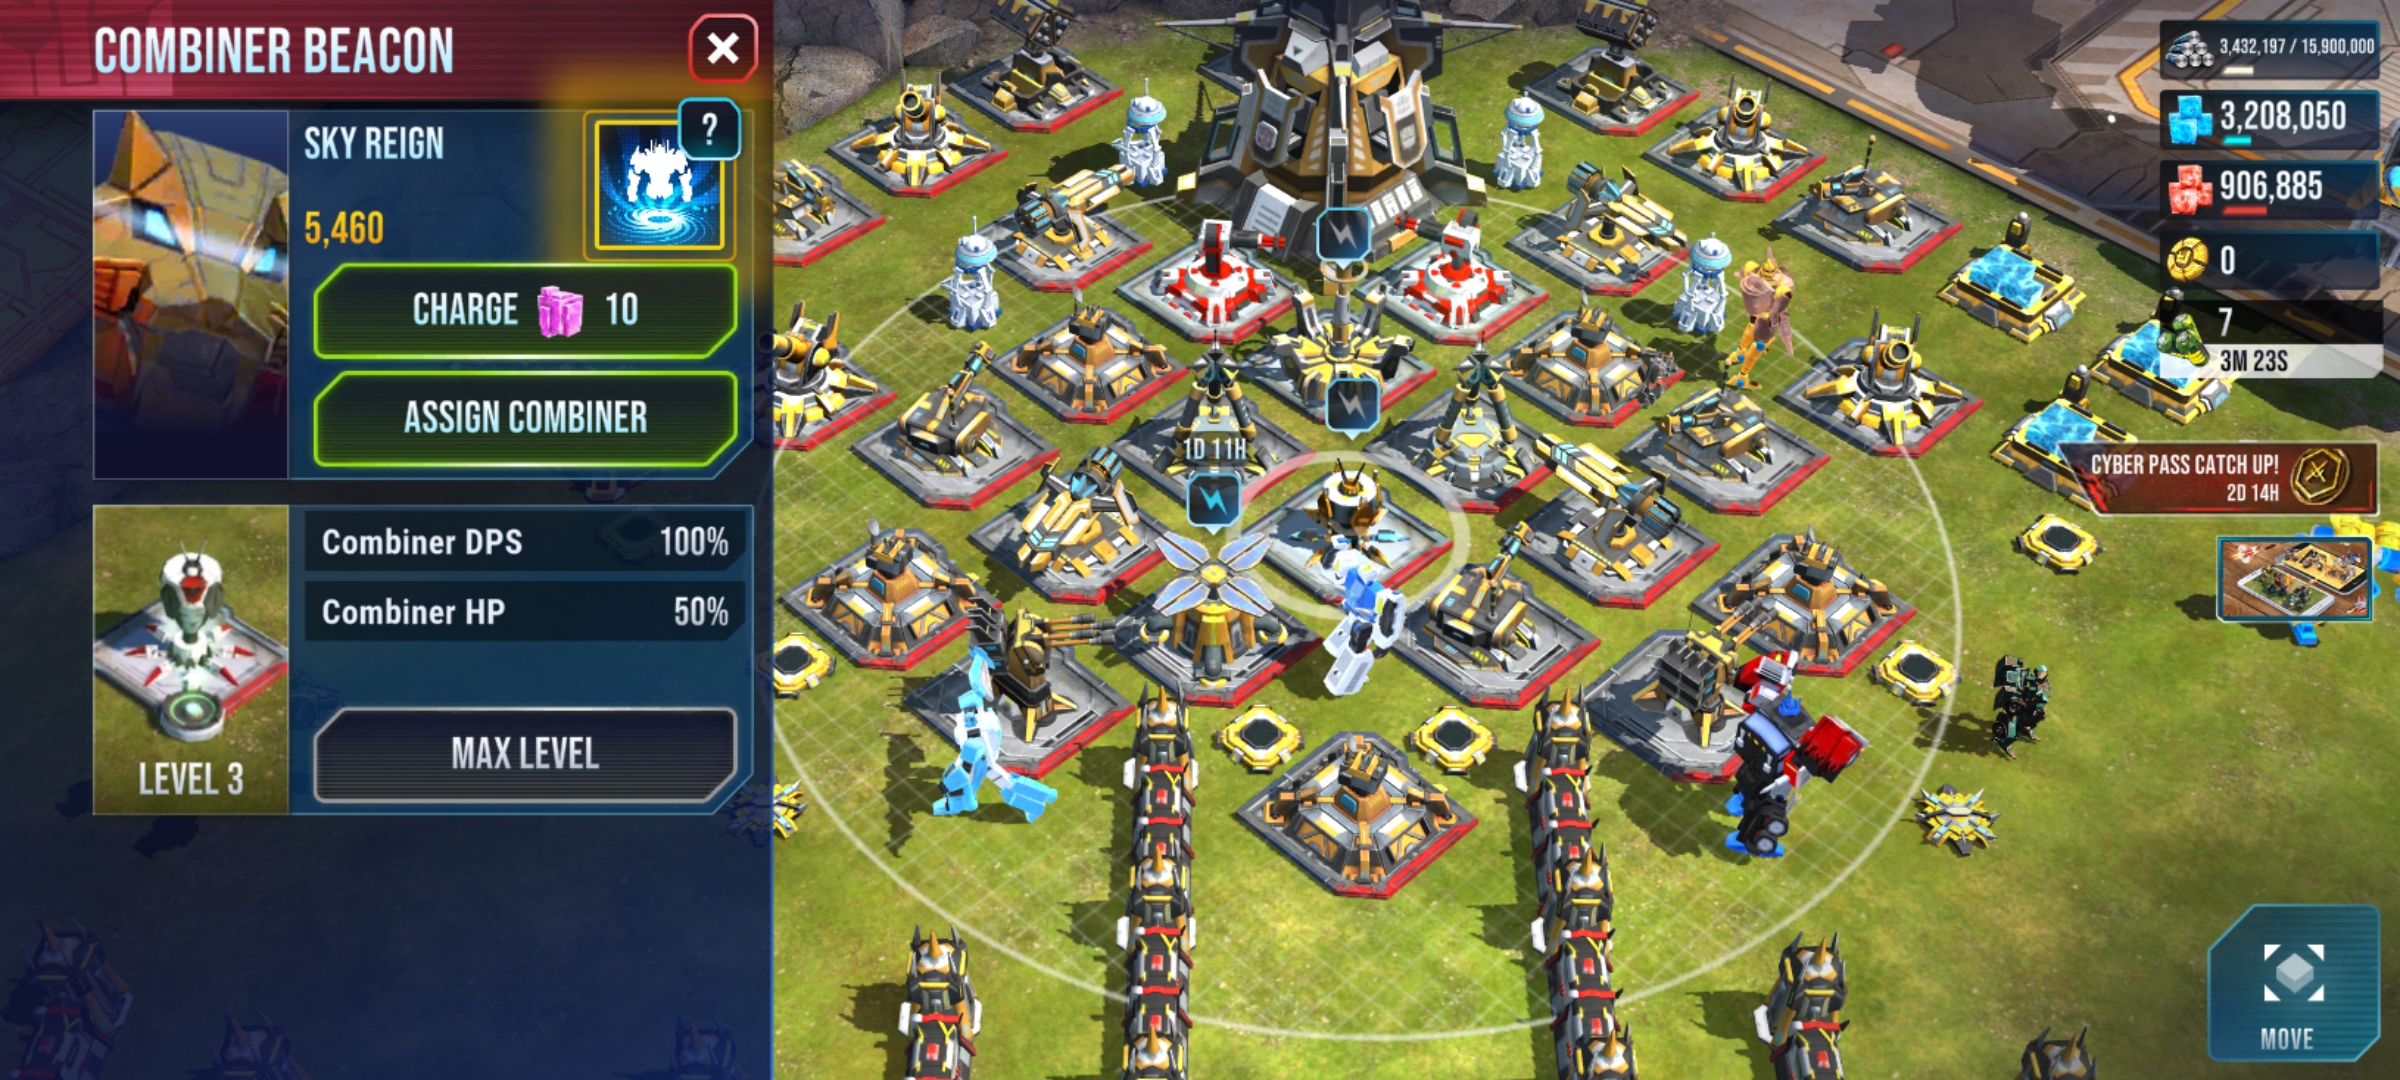 COMBINER BEACON
SKY REIGN
?
5,460
CHARGE 10
ASSIGN COMBINER
Combiner DPS 100%
Combiner HP 50%
LEVEL 3
MAX LEVEL
1D 11H
3,432,197 / 15,900,000
3,208,050
906,885
0
7
3M 23S
CYBER PASS CATCH UP!
2D 14H
MOVE